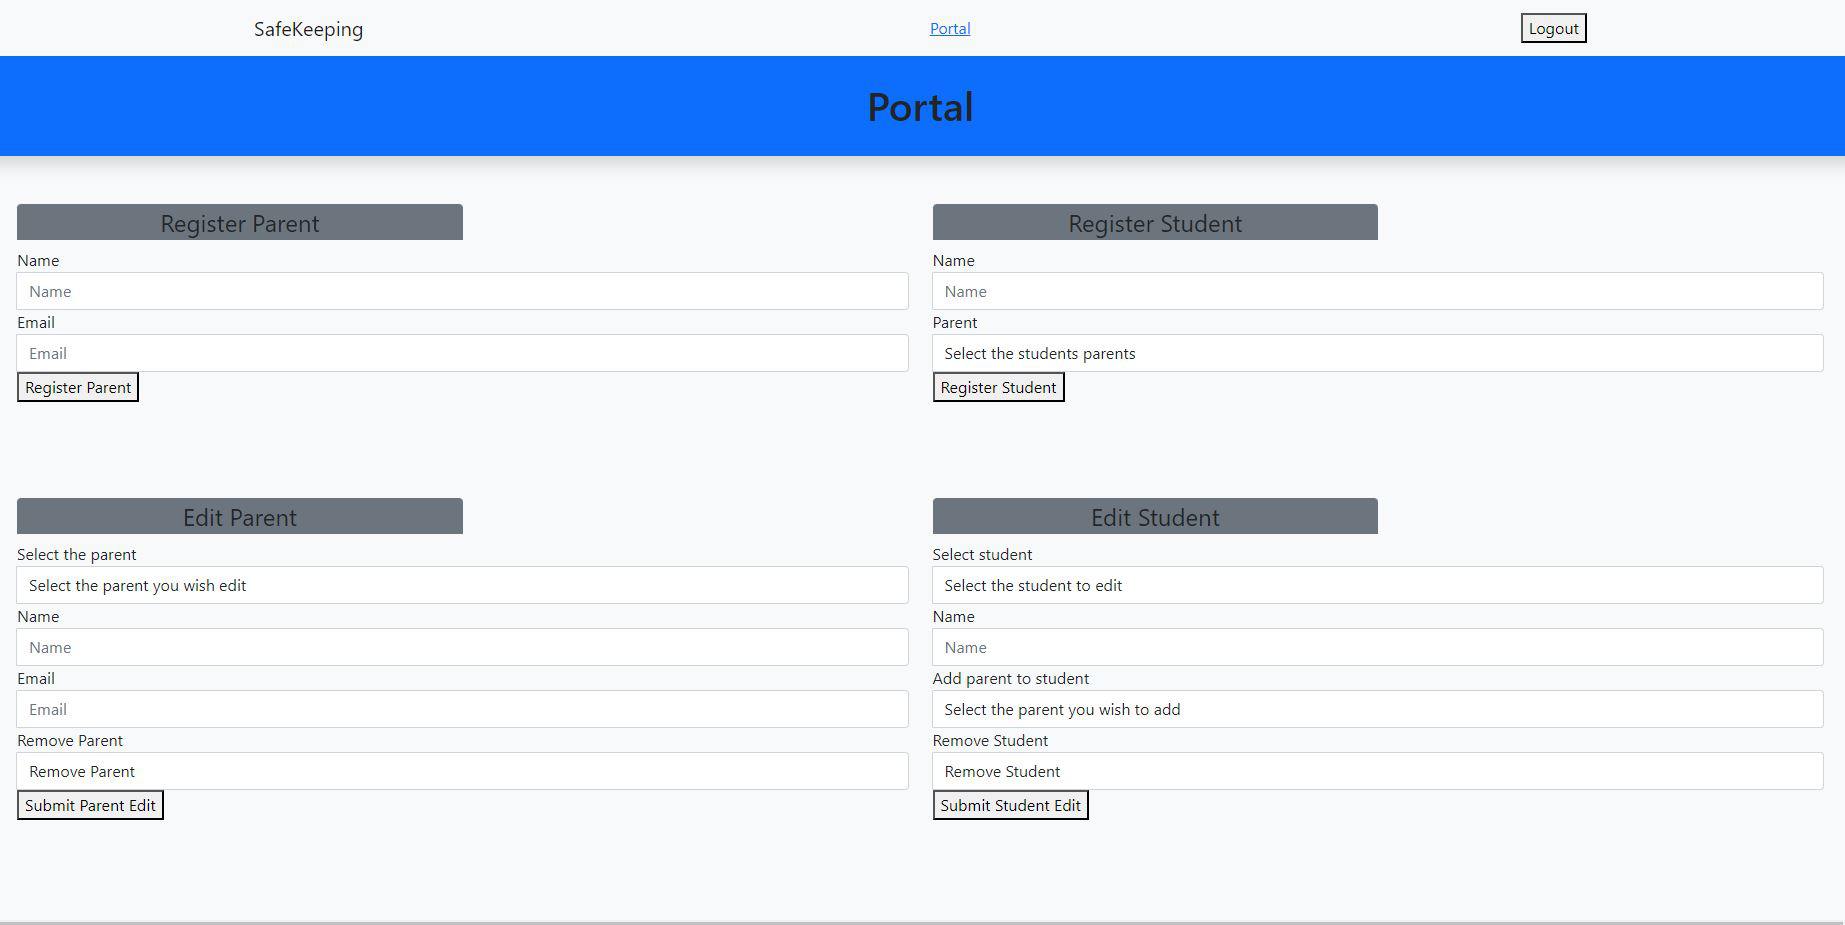 SafeKeeping
Portal
Logout
Portal
Register Parent
Name
Name
Email
Email
Register Parent
Register Student
Name
Name
Parent
Select the students parents
Register Student
Edit Parent
Select the parent
Select the parent you wish edit
Name
Name
Email
Email
Remove Parent
Remove Parent
Submit Parent Edit
Edit Student
Select student
Select the student to edit
Name
Name
Add parent to student
Select the parent you wish to add
Remove Student
Remove Student
Submit Student Edit